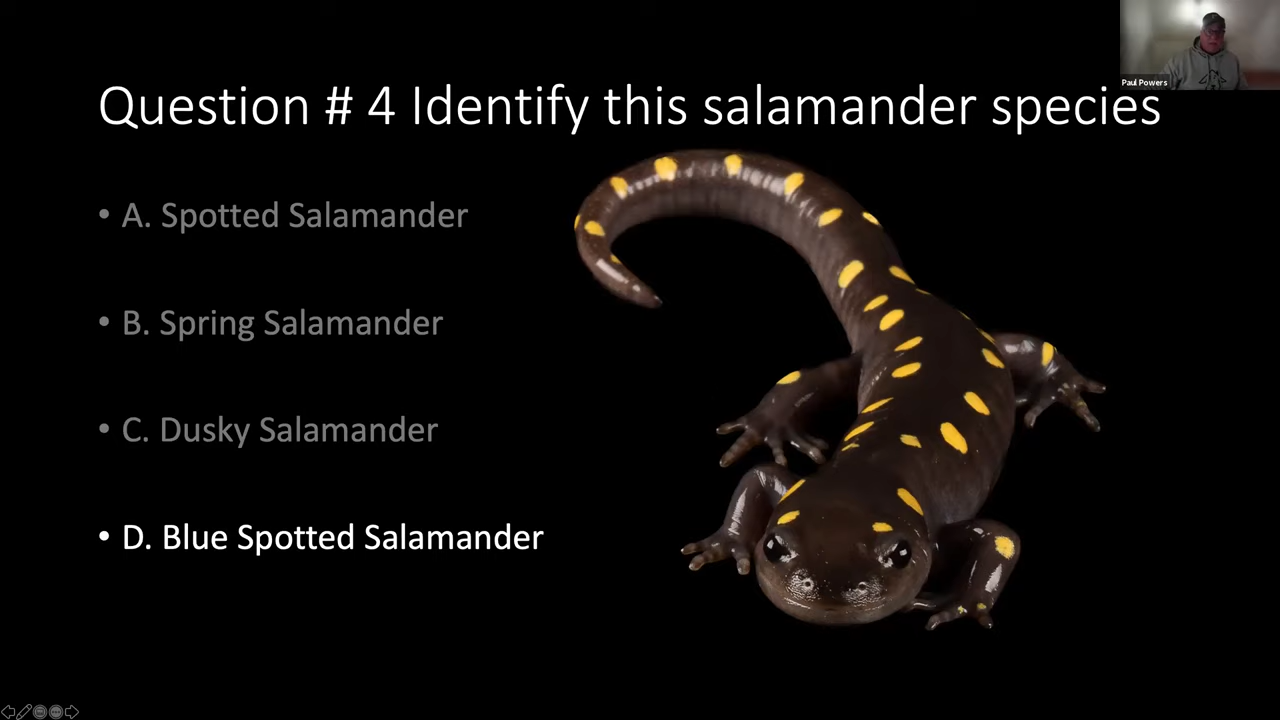 Paul Powers
Question # 4 Identify this salamander species
• A. Spotted Salamander
• B. Spring Salamander
• C. Dusky Salamander
• D. Blue Spotted Salamander